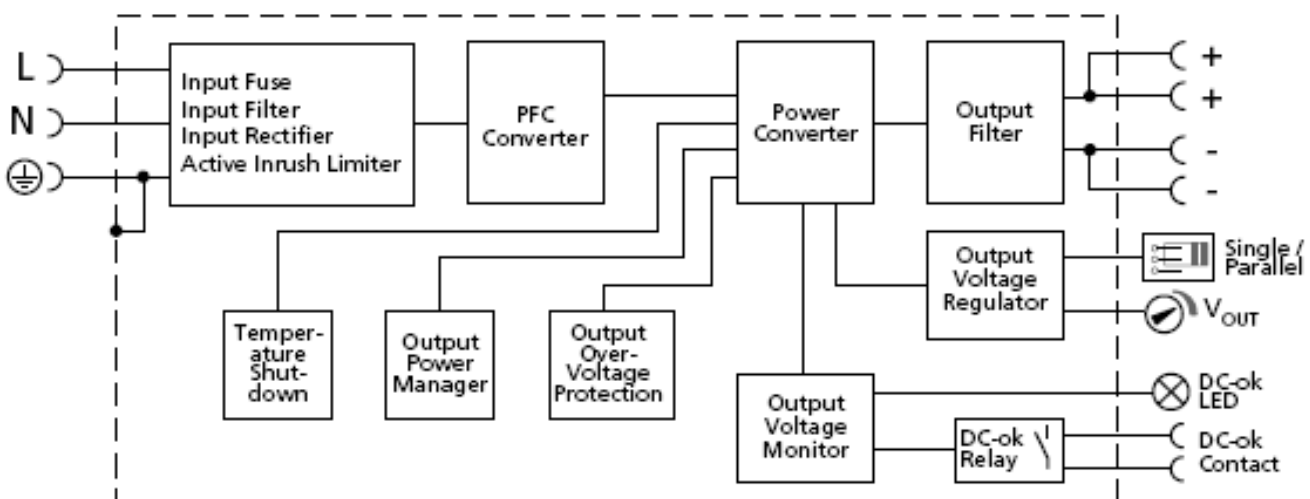 L
N
Input Fuse
Input Filter
Input Rectifier
Active Inrush Limiter
PFC
Converter
Power
Converter
Output
Filter
+
+
-
-
Output
Voltage
Regulator
Single /
Parallel
VOUT
Temper-
ature
Shut-
down
Output
Power
Manager
Output
Over-
Voltage
Protection
Output
Voltage
Monitor
DC-ok
Relay
DC-ok
LED
DC-ok
Contact